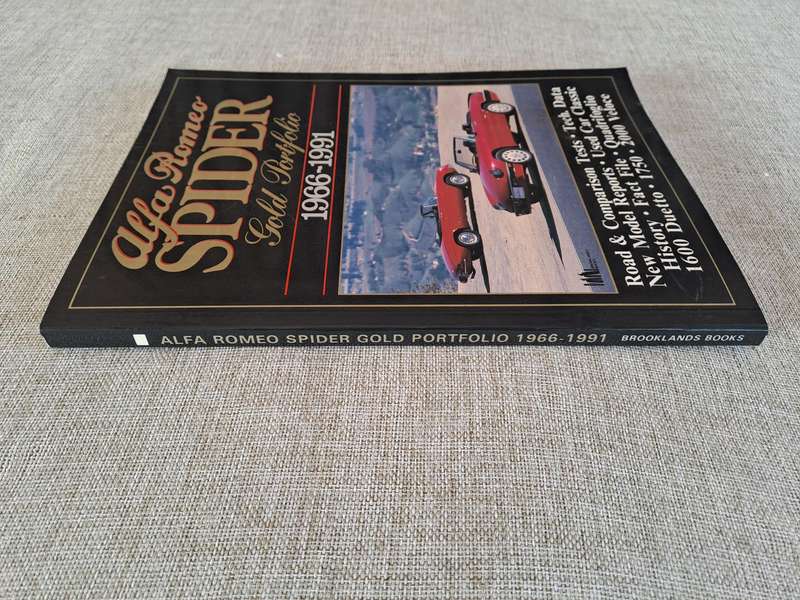 Alfa Romeo
SPIDER
Gold Portfolio
1966-1991
Road & Comparison Tests • Tech Data
New Model Reports • Used Car Classic
History • Fact File • Quadrifoglio
1600 Duetto • 1750 • 2000 Veloce
ALFA ROMEO SPIDER GOLD PORTFOLIO 1966-1991 BROOKLANDS BOOKS